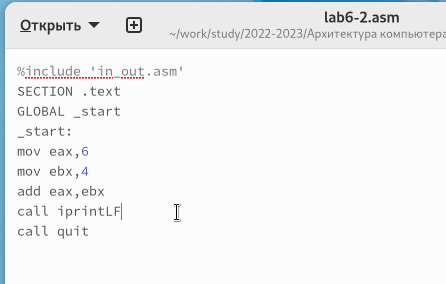 Открыть
lab6-2.asm
~/work/study/2022-2023/Архитектура компьютера
%include 'in_out.asm'
SECTION .text
GLOBAL _start
_start:
mov eax,6
mov ebx,4
add eax,ebx
call iprintLF
call quit